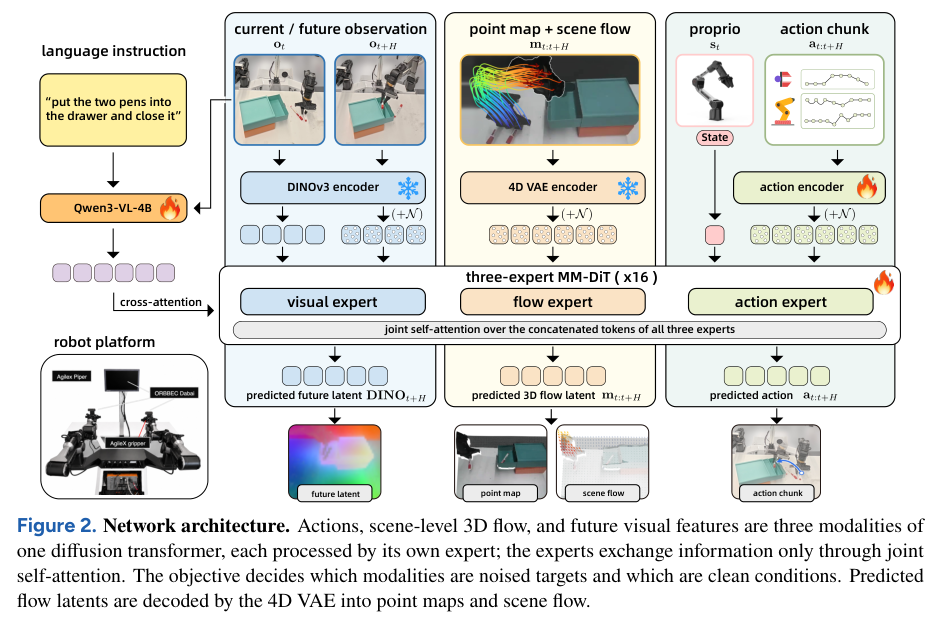 language instruction
"put the two pens into
the drawer and close it"
Qwen3-VL-4B
cross-attention
robot platform
Agilex Piper
ORBBEC Dabai
AgileX gripper
current / future observation
o_t
o_{t+H}
DINOv3 encoder
(+𝒩)
point map + scene flow
m_{t:t+H}
4D VAE encoder
(+𝒩)
proprio
s_t
State
action chunk
a_{t:t+H}
action encoder
(+𝒩)
three-expert MM-DiT ( x16 )
visual expert
flow expert
action expert
joint self-attention over the concatenated tokens of all three experts
predicted future latent DINO_{t+H}
predicted 3D flow latent m_{t:t+H}
predicted action a_{t:t+H}
future latent
point map
scene flow
action chunk
Figure 2. Network architecture. Actions, scene-level 3D flow, and future visual features are three modalities of
one diffusion transformer, each processed by its own expert; the experts exchange information only through joint
self-attention. The objective decides which modalities are noised targets and which are clean conditions. Predicted
flow latents are decoded by the 4D VAE into point maps and scene flow.